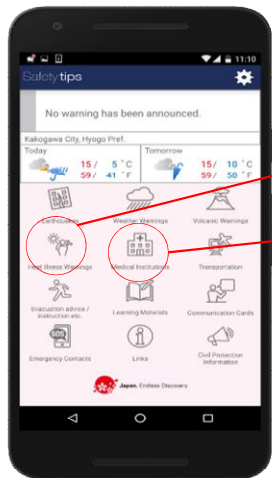 11:10
Safety tips
No warning has been announced.
Kakogawa City, Hyogo Pref.
Today
Tomorrow
15 / 5 °C
59 / 41 °F
15 / 10 °C
59 / 50 °F
Earthquakes
Weather Warnings
Volcanic Warnings
Heat Illness Warnings
Medical Institutions
Transportation
Evacuation advice /
instruction etc.
Learning Materials
Communication Cards
SOS
Emergency Contacts
Links
Civil Protection
Information
Japan. Endless Discovery